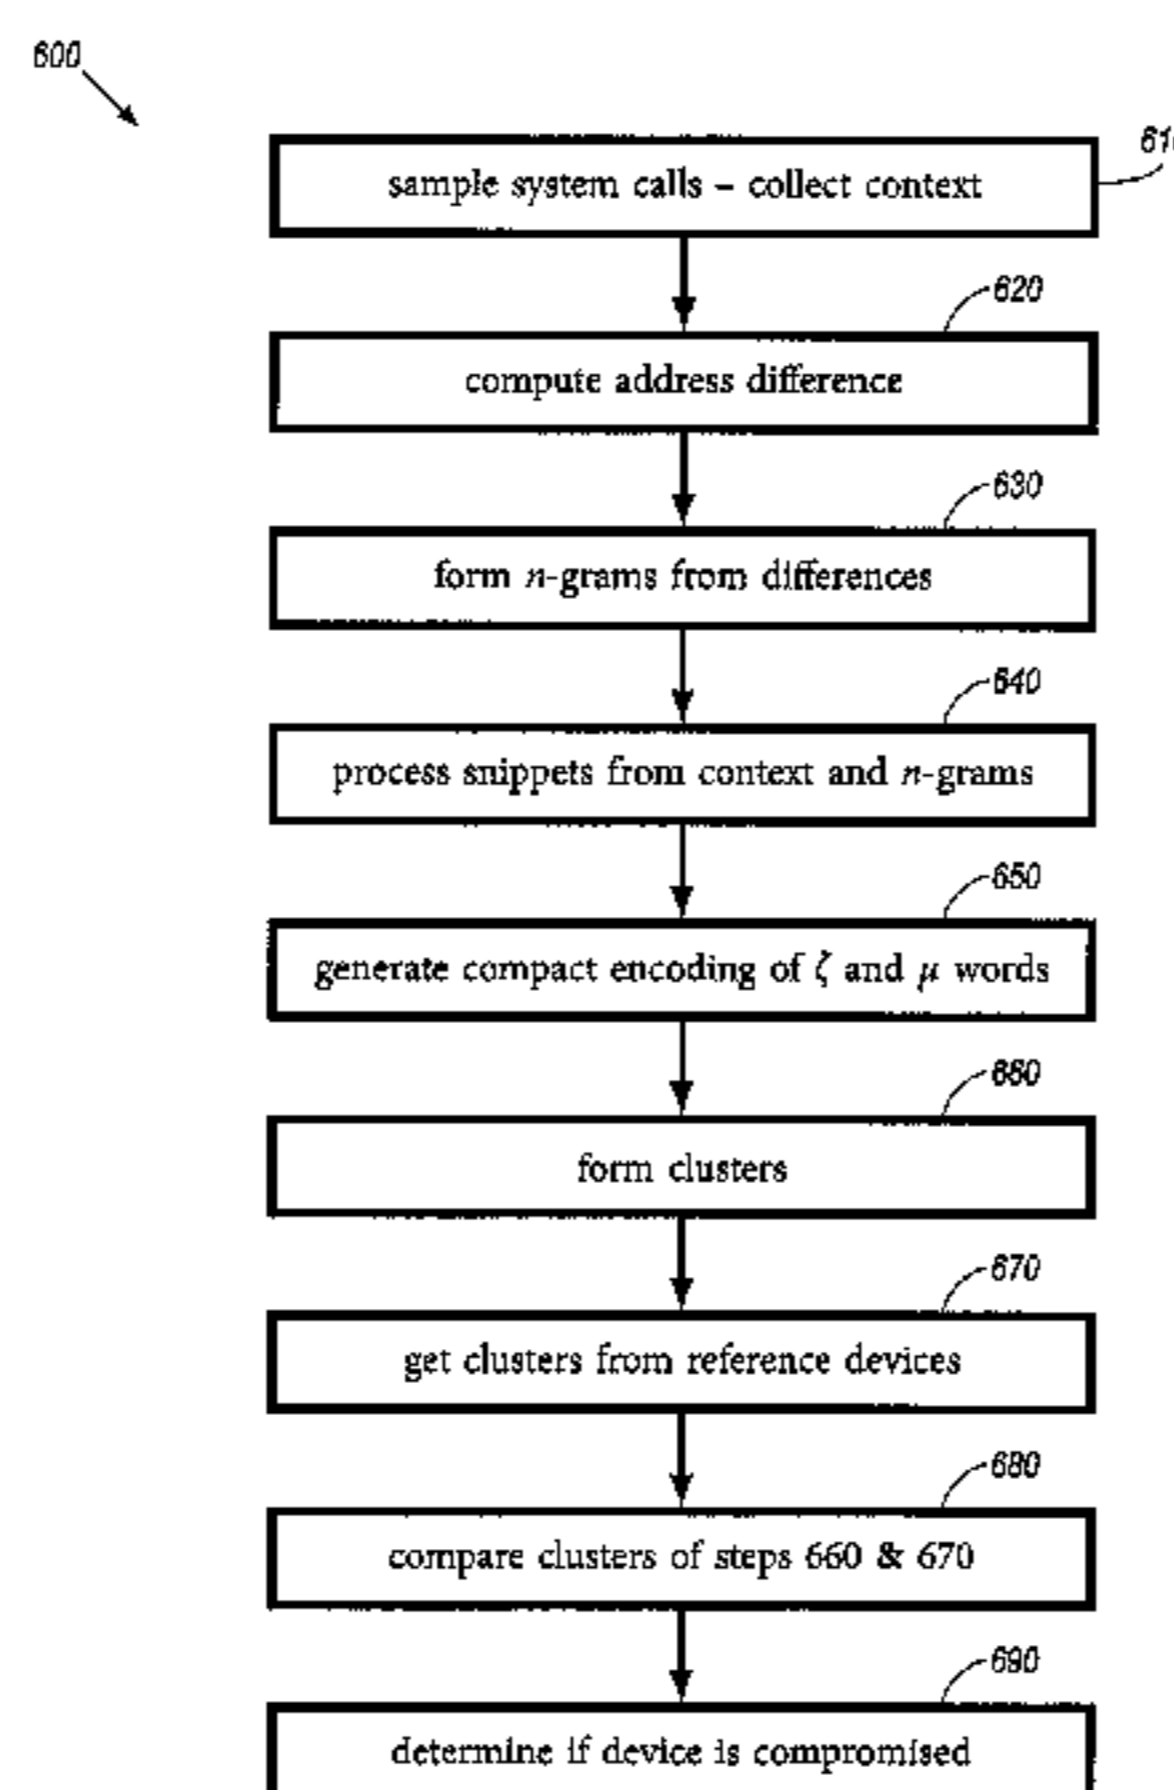 600
sample system calls – collect context
620
compute address difference
630
form n-grams from differences
640
process snippets from context and n-grams
650
generate compact encoding of ζ and μ words
660
form clusters
670
get clusters from reference devices
680
compare clusters of steps 660 & 670
690
determine if device is compromised